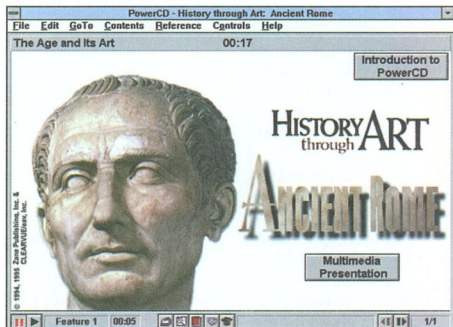 PowerCD - History through Art: Ancient Rome
File Edit GoTo Contents Reference Controls Help
The Age and Its Art 00:17
Introduction to
PowerCD
HISTORY
through ART
ANCIENT ROME
Multimedia
Presentation
© 1994, 1995 Zane Publishing, Inc. &
CLEARVUE/eav, Inc.
Feature 1 00:05 1/1